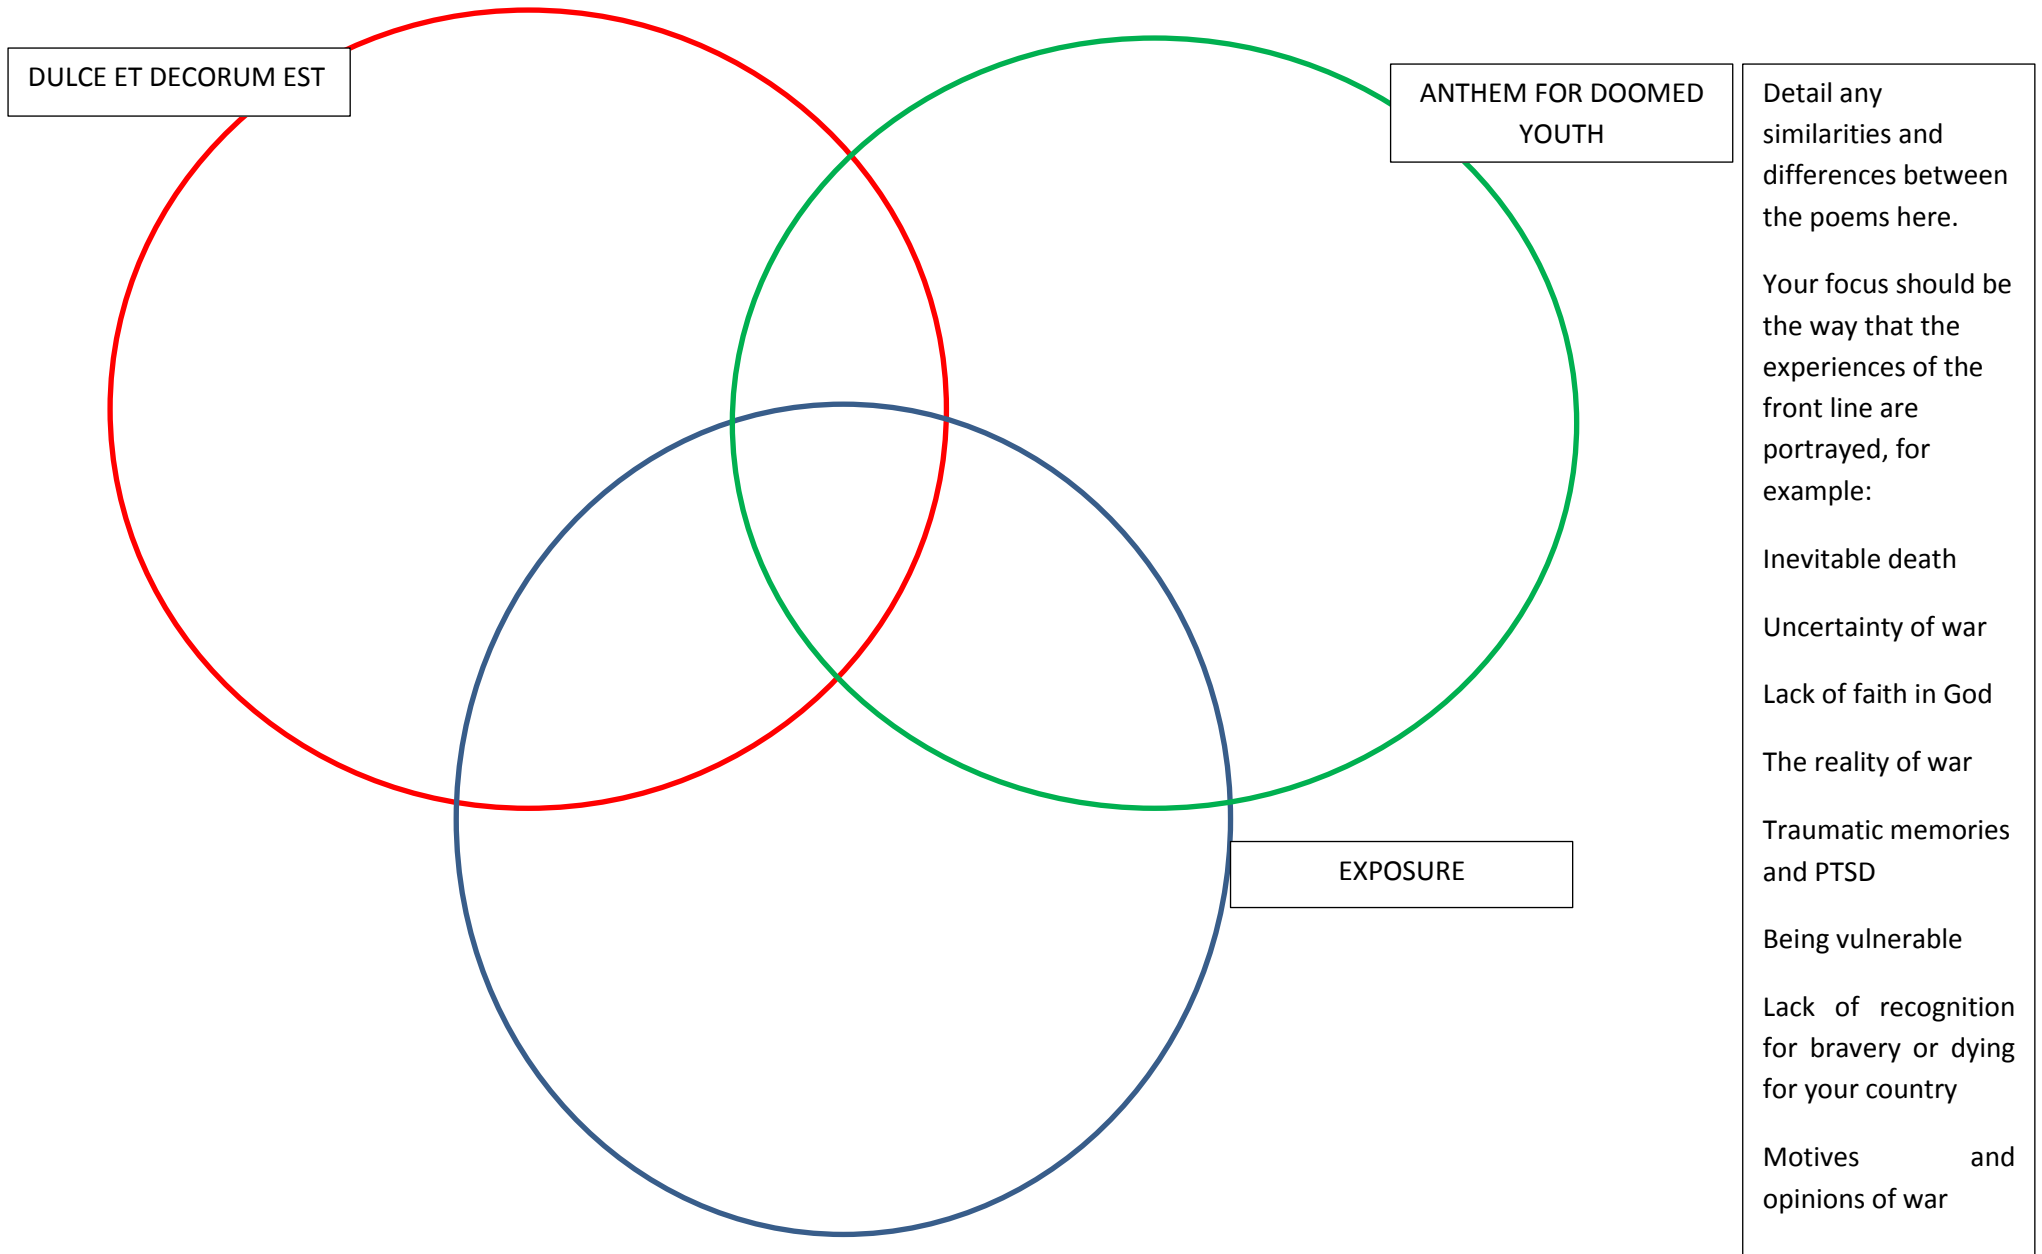 DULCE ET DECORUM EST
ANTHEM FOR DOOMED
YOUTH
EXPOSURE
Detail any
similarities and
differences between
the poems here.
Your focus should be
the way that the
experiences of the
front line are
portrayed, for
example:
Inevitable death
Uncertainty of war
Lack of faith in God
The reality of war
Traumatic memories
and PTSD
Being vulnerable
Lack of recognition
for bravery or dying
for your country
Motives and
opinions of war